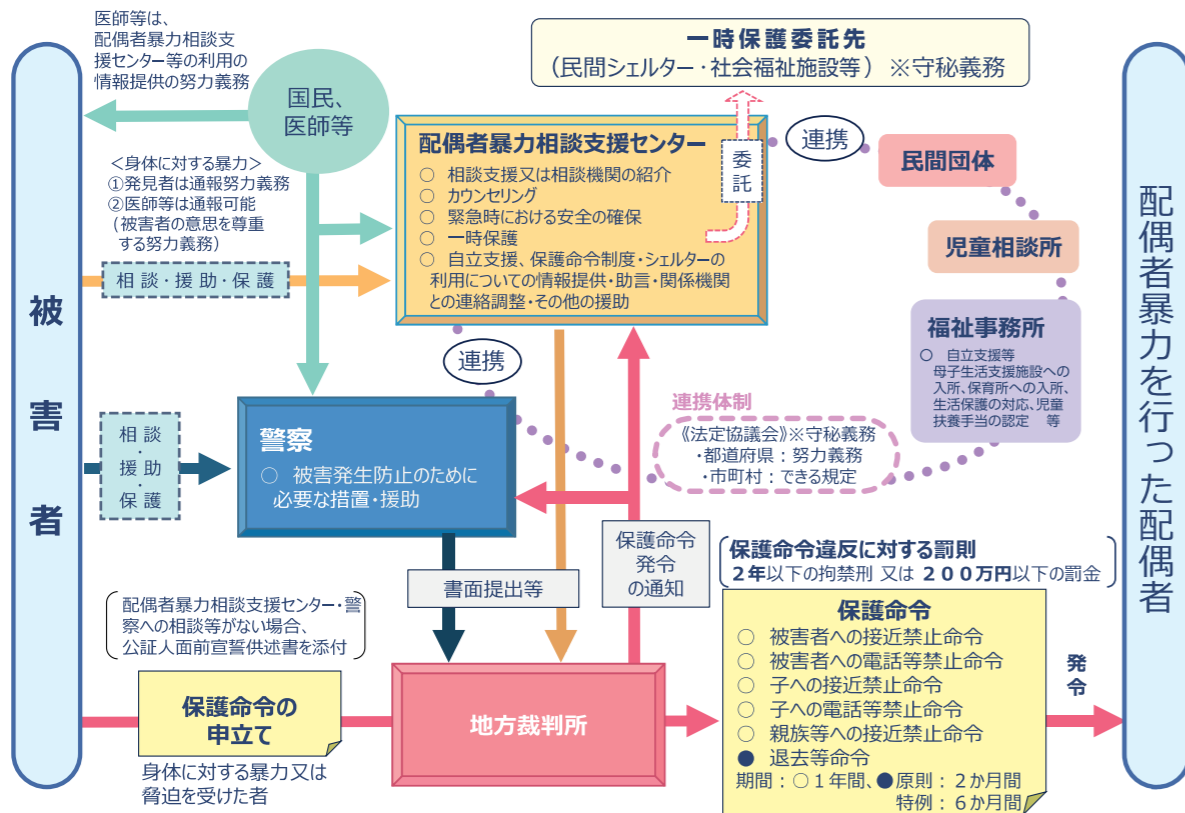 医師等は、
配偶者暴力相談支
援センター等の利用の
情報提供の努力義務
国民、
医師等
一時保護委託先
（民間シェルター・社会福祉施設等）※守秘義務
配偶者暴力相談支援センター
○ 相談支援又は相談機関の紹介
○ カウンセリング
○ 緊急時における安全の確保
○ 一時保護
○ 自立支援、保護命令制度・シェルターの
利用についての情報提供・助言・関係機関
との連絡調整・その他の援助
委託
連携
民間団体
児童相談所
福祉事務所
○ 自立支援等
母子生活支援施設への
入所、保育所への入所、
生活保護の対応、児童
扶養手当の認定 等
＜身体に対する暴力＞
①発見者は通報努力義務
②医師等は通報可能
（被害者の意思を尊重
する努力義務）
相談・援助・保護
被害者
連携
連携体制
《法定協議会》※守秘義務
・都道府県：努力義務
・市町村：できる規定
相談
・
援助
・
保護
警察
○ 被害発生防止のために
必要な措置・援助
書面提出等
保護命令
発令
の通知
保護命令違反に対する罰則
２年以下の拘禁刑 又は ２００万円以下の罰金
配偶者暴力相談支援センター・警
察への相談等がない場合、
公証人面前宣誓供述書を添付
保護命令の
申立て
身体に対する暴力又は
脅迫を受けた者
地方裁判所
保護命令
○ 被害者への接近禁止命令
○ 被害者への電話等禁止命令
○ 子への接近禁止命令
○ 子への電話等禁止命令
○ 親族等への接近禁止命令
● 退去等命令
期間：○１年間、●原則：２か月間
特例：６か月間
発令
配偶者暴力を行った配偶者